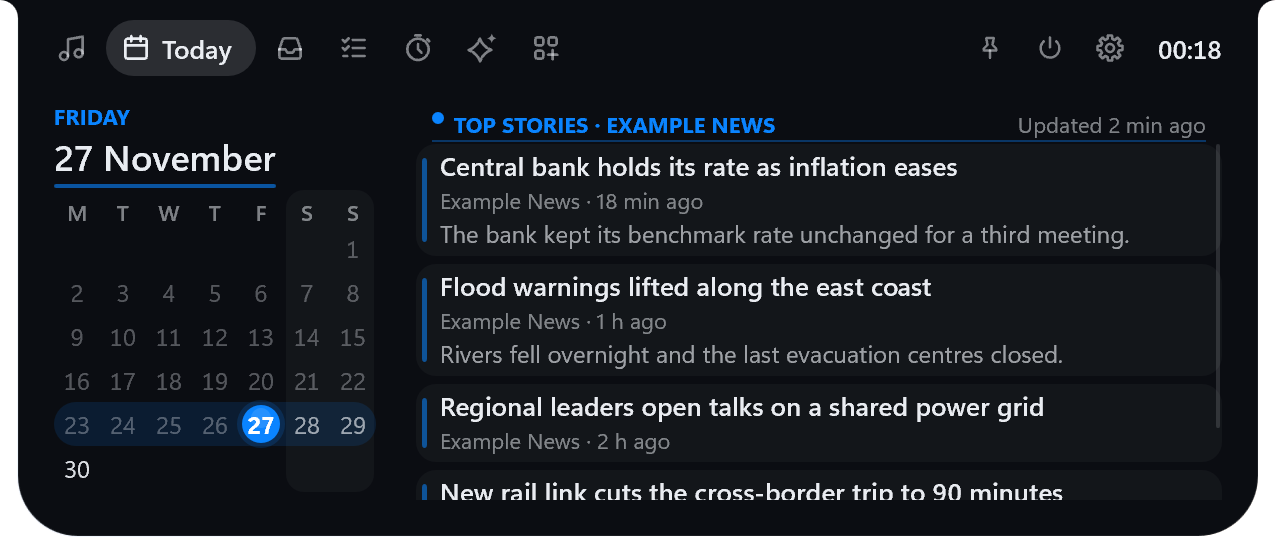 Today
00:18
FRIDAY
27 November
M T W T F S S
1
2 3 4 5 6 7 8
9 10 11 12 13 14 15
16 17 18 19 20 21 22
23 24 25 26 27 28 29
30
TOP STORIES · EXAMPLE NEWS
Updated 2 min ago
Central bank holds its rate as inflation eases
Example News · 18 min ago
The bank kept its benchmark rate unchanged for a third meeting.
Flood warnings lifted along the east coast
Example News · 1 h ago
Rivers fell overnight and the last evacuation centres closed.
Regional leaders open talks on a shared power grid
Example News · 2 h ago
New rail link cuts the cross-border trip to 90 minutes